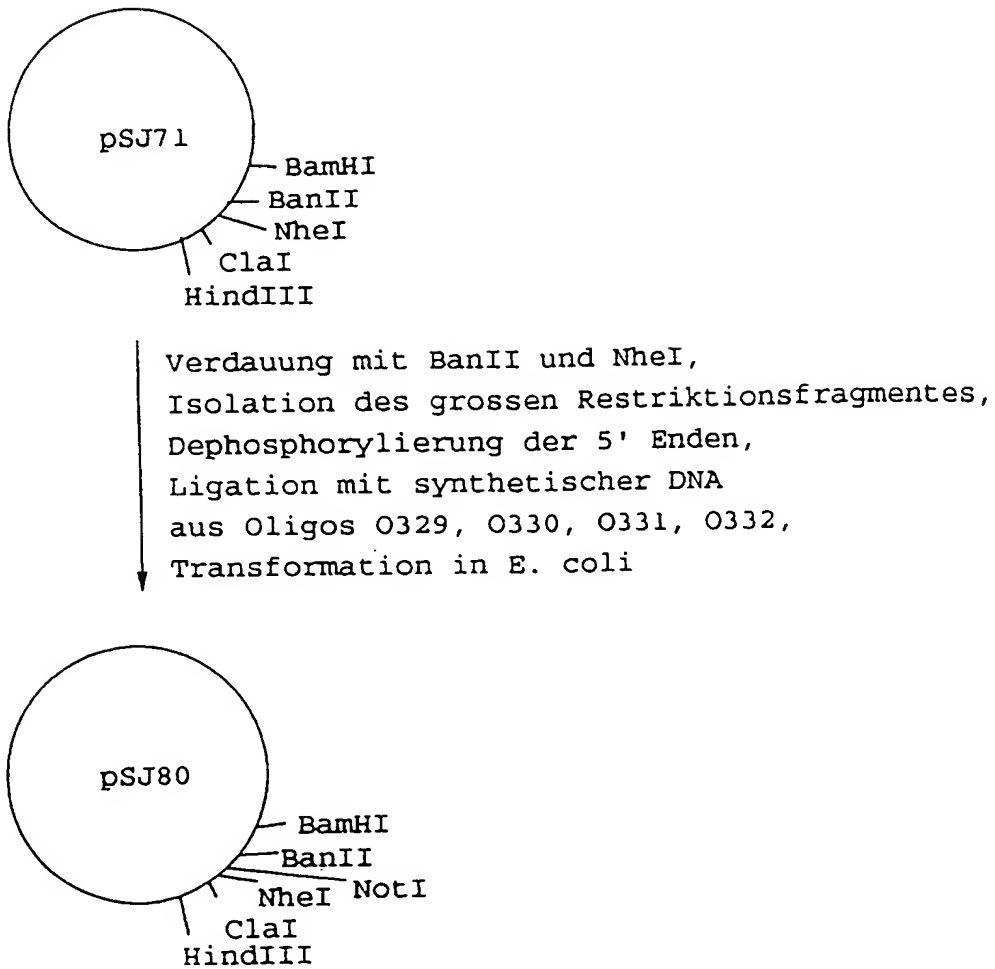 pSJ71
BamHI
BanII
NheI
ClaI
HindIII
Verdauung mit BanII und NheI,
Isolation des grossen Restriktionsfragmentes,
Dephosphorylierung der 5' Enden,
Ligation mit synthetischer DNA
aus Oligos O329, O330, O331, O332,
Transformation in E. coli
pSJ80
BamHI
BanII
NheI NotI
ClaI
HindIII